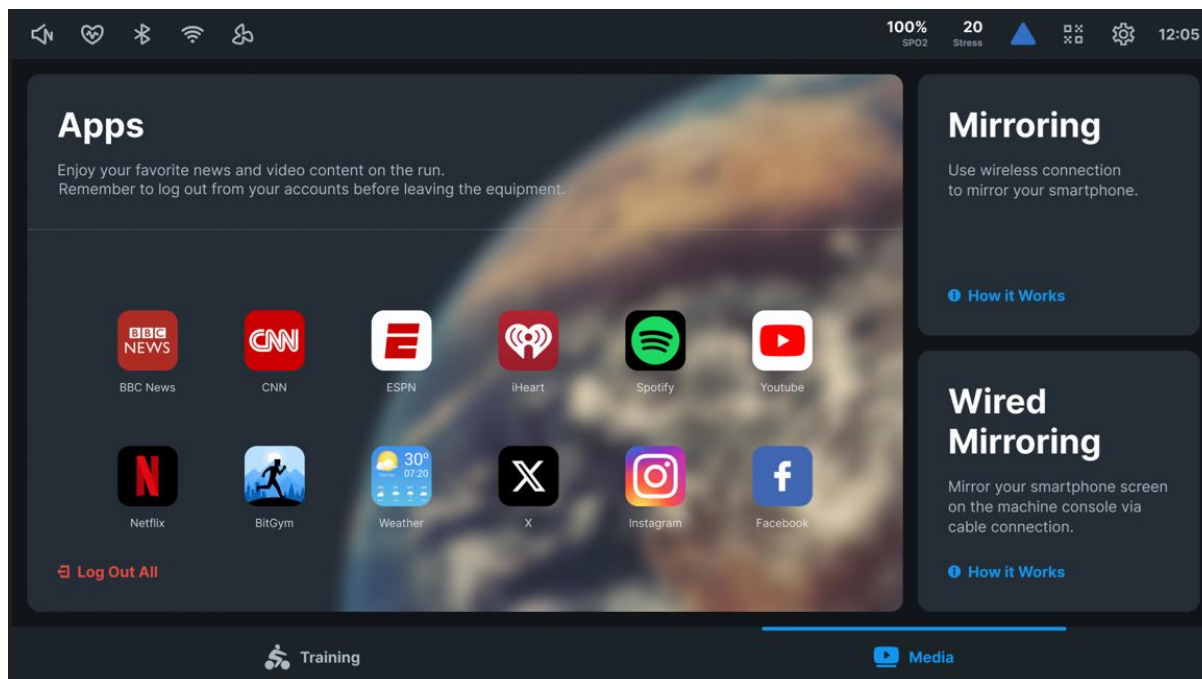 100%
SPO2
20
Stress
12:05
Apps
Enjoy your favorite news and video content on the run.
Remember to log out from your accounts before leaving the equipment.
BBC
NEWS
BBC News
CNN
CNN
E
ESPN
iHeart
Spotify
Youtube
N
Netflix
BitGym
30°
07:20
Weather
X
X
Instagram
f
Facebook
Log Out All
Mirroring
Use wireless connection
to mirror your smartphone.
How it Works
Wired
Mirroring
Mirror your smartphone screen
on the machine console via
cable connection.
How it Works
Training
Media